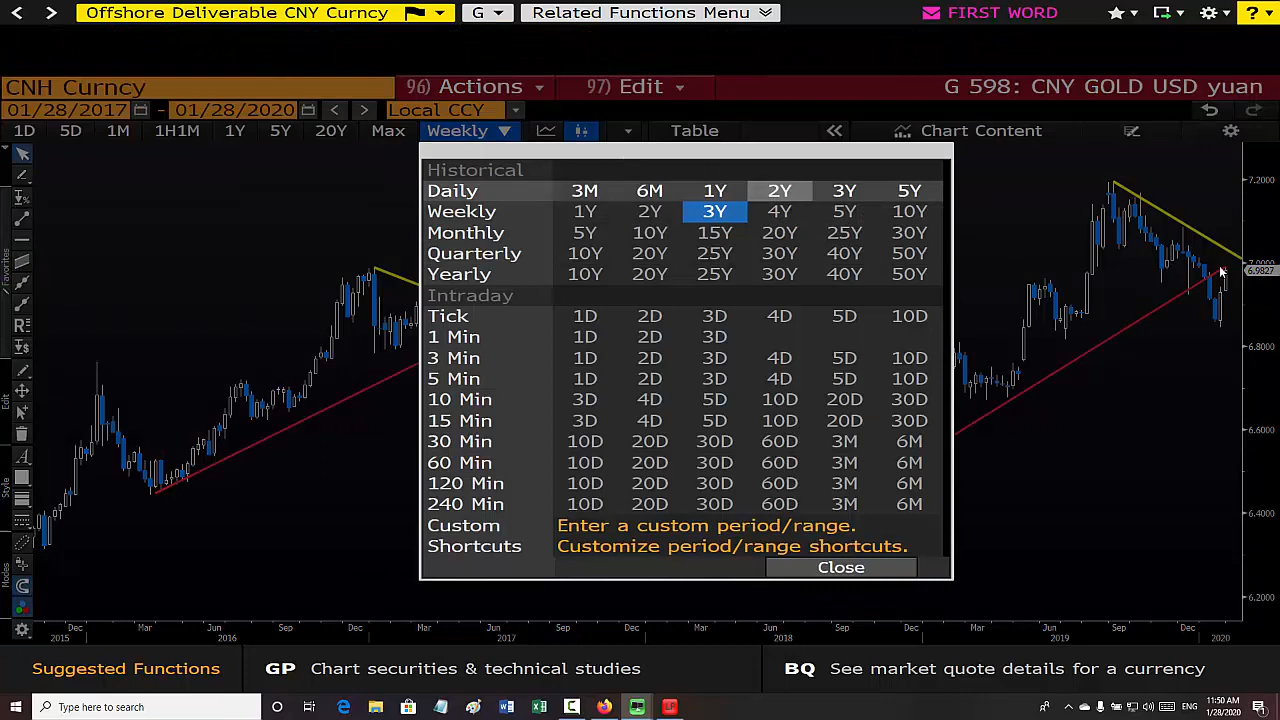 Offshore Deliverable CNY Curncy G Related Functions Menu FIRST WORD ?
CNH Curncy 96) Actions 97) Edit G 598: CNY GOLD USD yuan
01/28/2017 - 01/28/2020 < > Local CCY
1D 5D 1M 1H1M 1Y 5Y 20Y Max Weekly Table Chart Content
Historical
Daily 3M 6M 1Y 2Y 3Y 5Y
Weekly 1Y 2Y 3Y 4Y 5Y 10Y
Monthly 5Y 10Y 15Y 20Y 25Y 30Y
Quarterly 10Y 20Y 25Y 30Y 40Y 50Y
Yearly 10Y 20Y 25Y 30Y 40Y 50Y
Intraday
Tick 1D 2D 3D 4D 5D 10D
1 Min 1D 2D 3D
3 Min 1D 2D 3D 4D 5D 10D
5 Min 1D 2D 3D 4D 5D 10D
10 Min 3D 4D 5D 10D 20D 30D
15 Min 3D 4D 5D 10D 20D 30D
30 Min 10D 20D 30D 60D 3M 6M
60 Min 10D 20D 30D 60D 3M 6M
120 Min 10D 20D 30D 60D 3M 6M
240 Min 10D 20D 30D 60D 3M 6M
Custom Enter a custom period/range.
Shortcuts Customize period/range shortcuts.
Close
Favorites
Edit
Style
Modes
7.2000
7.0000
6.9827
6.8000
6.6000
6.4000
6.2000
Dec Mar Jun Sep Dec Mar Jun Sep Dec Mar Jun Sep Dec Mar Jun Sep Dec
2015 2016 2017 2018 2019 2020
Suggested Functions GP Chart securities & technical studies BQ See market quote details for a currency
Type here to search ENG 11:50 AM
1/28/2020